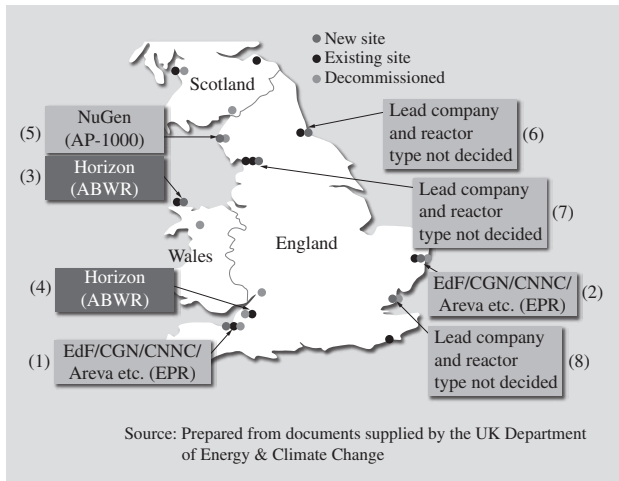 New site
Existing site
Decommissioned
Scotland
NuGen
(AP-1000)
(5)
Lead company
and reactor
type not decided
(6)
(3)
Horizon
(ABWR)
Lead company
and reactor
type not decided
(7)
England
Wales
(4)
Horizon
(ABWR)
EdF/CGN/CNNC/
Areva etc. (EPR)
(2)
(1)
EdF/CGN/CNNC/
Areva etc. (EPR)
Lead company
and reactor
type not decided
(8)
Source: Prepared from documents supplied by the UK Department
of Energy & Climate Change